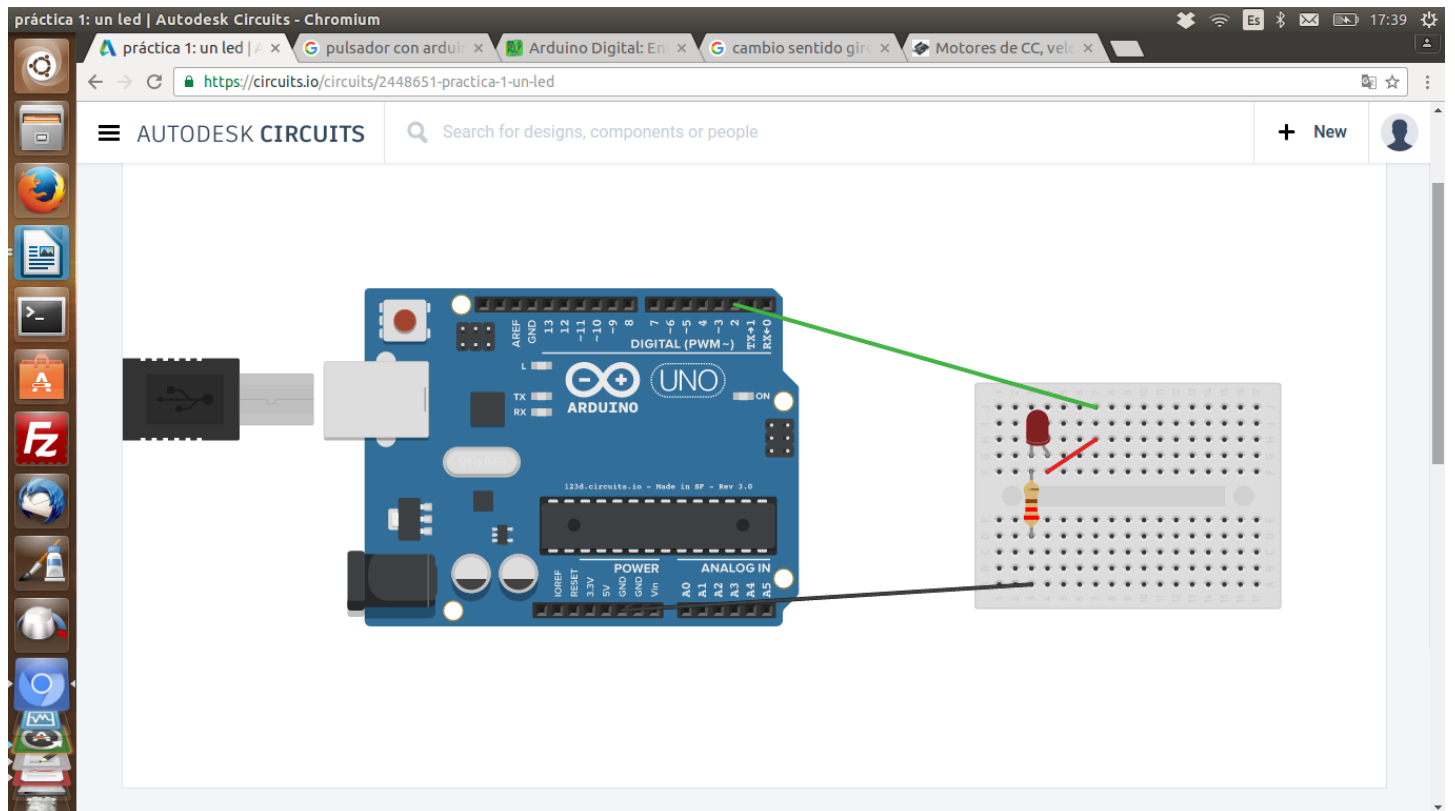 práctica 1: un led | Autodesk Circuits - Chromium
Es
17:39
práctica 1: un led | A
pulsador con ardui
Arduino Digital: En
cambio sentido giro
Motores de CC, velo
https://circuits.io/circuits/2448651-practica-1-un-led
AUTODESK CIRCUITS
Search for designs, components or people
+ New
AREF
GND
13
12
~11
~10
~9
8
7
~6
~5
4
~3
2
TX→1
RX←0
DIGITAL (PWM~)
L
TX
RX
ARDUINO
UNO
ON
123d.circuits.io - Made in SF - Rev 3.0
POWER
ANALOG IN
IOREF
RESET
3.3V
5V
GND
GND
Vin
A0
A1
A2
A3
A4
A5